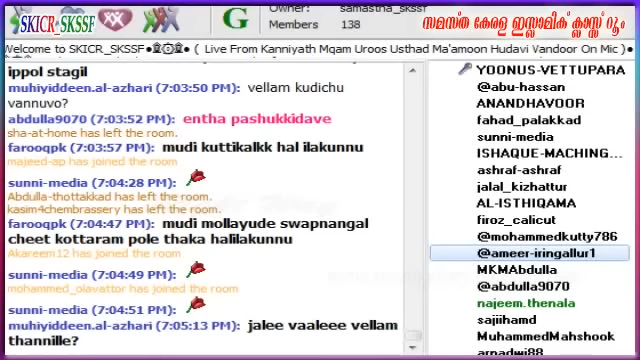 SKICR_SKSSF
Owner samastha_skssf
Members 138
സമസ്ത കേരള ഇസ്ലാമിക് ക്ലാസ്സ് റൂം
Welcome to SKICR_SKSSF ( Live From Kanniyath Mqam Uroos Usthad Ma'amoon Hudavi Vandoor On Mic )
ippol stagil
muhiyiddeen.al-azhari (7:03:50 PM): vellam kudichu
vannuvo?
abdulla9070 (7:03:52 PM): entha pashukkidave
sha-at-home has left the room.
farooqpk (7:03:57 PM): mudi kuttikalkk hal ilakunnu
majeed-ap has joined the room
sunni-media (7:04:28 PM):
Abdulla-thottakkad has left the room.
kasim4chembrassery has left the room.
farooqpk (7:04:47 PM): mudi mollayude swapnangal
cheet kottaram pole thaka halilakunnu
Akareem12 has joined the room
sunni-media (7:04:49 PM):
mohammed_olavattor has joined the room
sunni-media (7:04:51 PM):
muhiyiddeen.al-azhari (7:05:13 PM): jalee vaaleee vellam
thannille?
YOONUS-VETTUPARA
@abu-hassan
ANANDHAVOOR
fahad_palakkad
sunni-media
ISHAQUE-MACHING...
ashraf-ashraf
jalal_kizhattur
AL-ISTHIQAMA
firoz_calicut
@mohammedkutty786
@ameer-iringallur1
MKMAbdulla
@abdulla9070
najeem.thenala
sajiihamd
MuhammedMahshook
arnadwi88